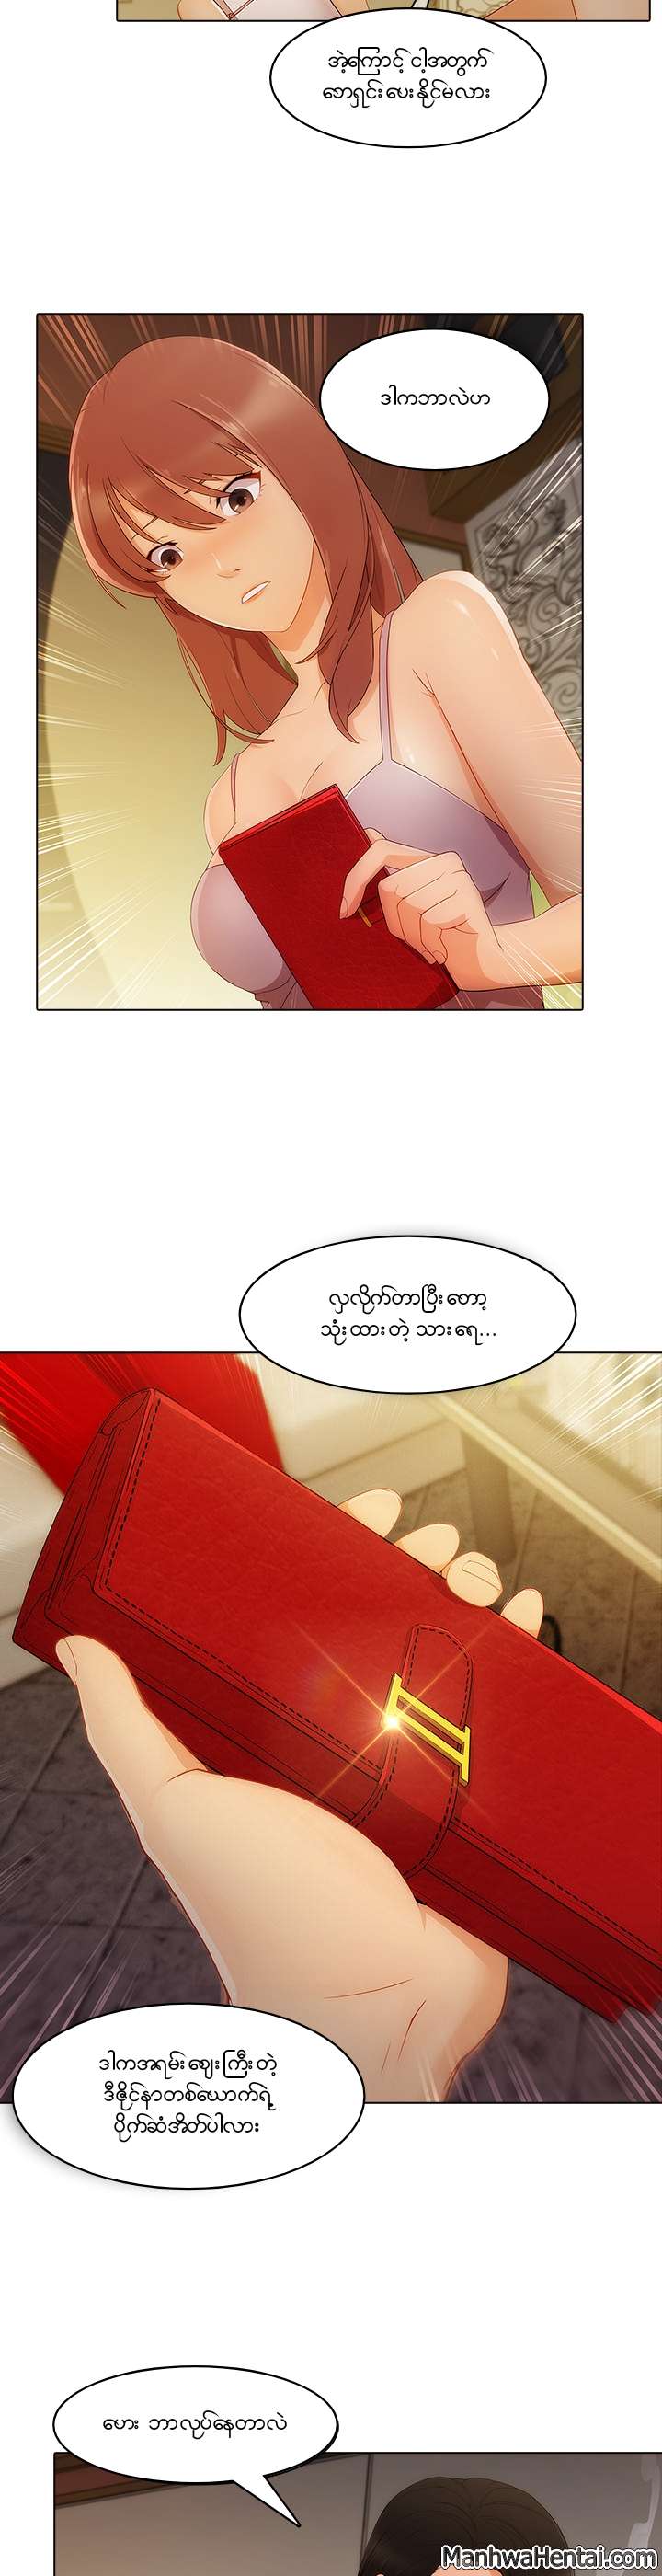 အဲ့ကြောင့် ငါ့အတွက်
ဘောရှင်း ပေး နိုင်မလား
ဒါကဘာလဲဟ
လှလိုက်တာပြီး တော့
သုံး ထား တဲ့ သား ရေ...
ဒါကအရမ်း ဈေး ကြီး တဲ့
ဒီဇိုင်နာတစ်ယောက်ရဲ့
ပိုက်ဆံအိတ်ပါလား
ဟေး ဘာလုပ်နေတာလဲ
ManhwaHentai.com